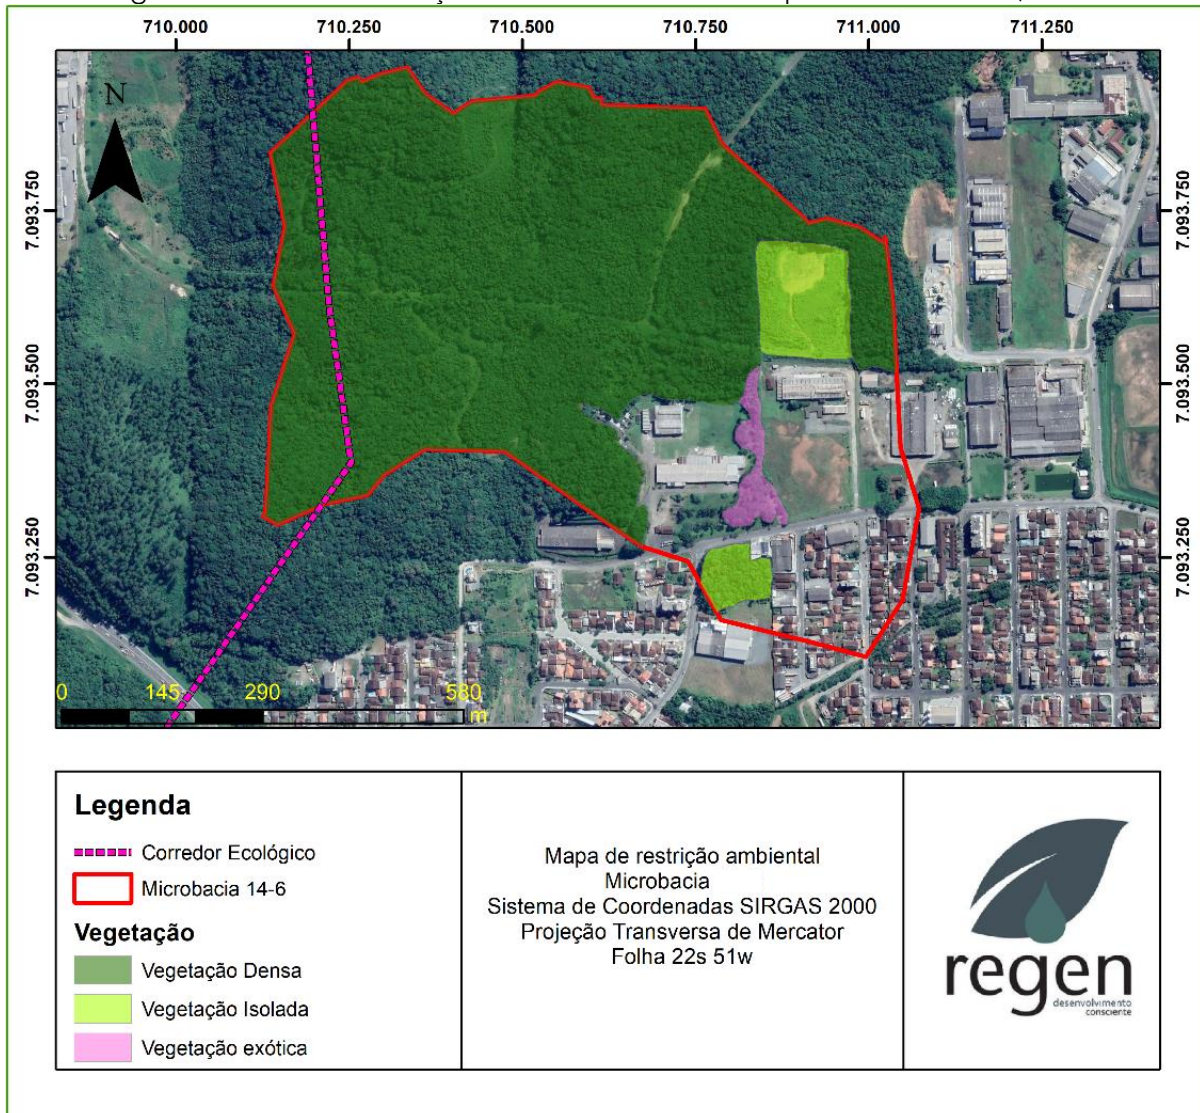 710.000 710.250 710.500 710.750 711.000 711.250
N
7.093.750
7.093.500
7.093.250
7.093.750
7.093.500
7.093.250
0 145 290 580
m
Legenda
Corredor Ecológico
Microbacia 14-6
Vegetação
Vegetação Densa
Vegetação Isolada
Vegetação exótica
Mapa de restrição ambiental
Microbacia
Sistema de Coordenadas SIRGAS 2000
Projeção Transversa de Mercator
Folha 22s 51w
regen
desenvolvimento
consciente